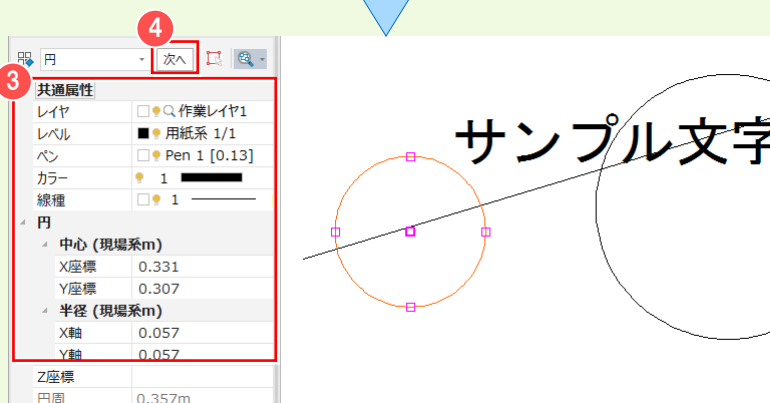 4
円 次へ
3
共通属性
レイヤ 作業レイヤ1
レベル 用紙系 1/1
ペン Pen 1 [0.13]
カラー 1
線種 1
円
中心 (現場系m)
X座標 0.331
Y座標 0.307
半径 (現場系m)
X軸 0.057
Y軸 0.057
Z座標
円周 0.357m
サンプル文字